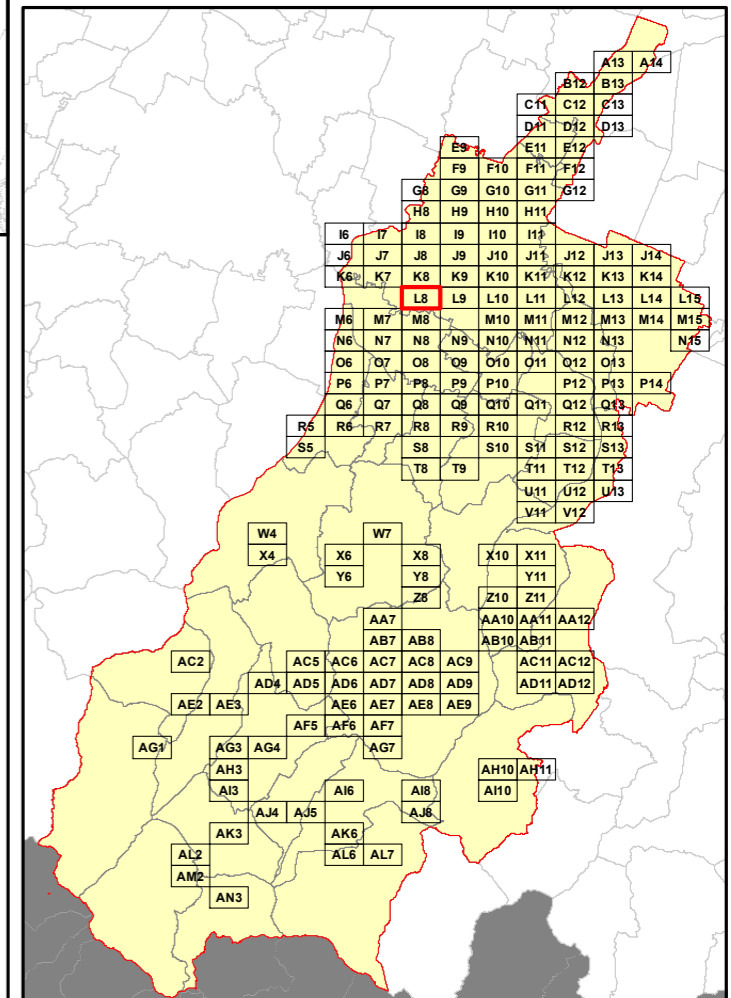 A13 A14
B12 B13
C11 C12 C13
D11 D12 D13
E9 E11 E12
F9 F10 F11 F12
G8 G9 G10 G11 G12
H8 H9 H10 H11
I6 I7 I8 I9 I10 I11
J6 J7 J8 J9 J10 J11 J12 J13 J14
K6 K7 K8 K9 K10 K11 K12 K13 K14
L8 L9 L10 L11 L12 L13 L14 L15
M6 M7 M8 M10 M11 M12 M13 M14 M15
N6 N7 N8 N9 N10 N11 N12 N13 N15
O6 O7 O8 O9 O10 O11 O12 O13
P6 P7 P8 P9 P10 P12 P13 P14
Q6 Q7 Q8 Q9 Q10 Q11 Q12 Q13
R5 R6 R7 R8 R9 R10 R12 R13
S5 S8 S10 S11 S12 S13
T8 T9 T11 T12 T13
U11 U12 U13
V11 V12
W4 W7
X4 X6 X8 X10 X11
Y6 Y8 Y11
Z8 Z10 Z11
AA7 AA10 AA11 AA12
AB7 AB8 AB10 AB11
AC2 AC5 AC6 AC7 AC8 AC9 AC11 AC12
AD4 AD5 AD6 AD7 AD8 AD9 AD11 AD12
AE2 AE3 AE6 AE7 AE8 AE9
AF5 AF6 AF7
AG1 AG3 AG4 AG7
AH3 AH10 AH11
AI3 AI6 AI8 AI10
AJ4 AJ5 AJ8
AK3 AK6
AL2 AL6 AL7
AM2
AN3